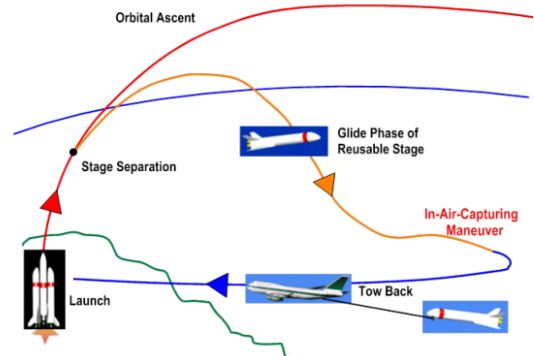 Orbital Ascent
Stage Separation
Glide Phase of
Reusable Stage
In-Air-Capturing
Maneuver
Launch
Tow Back